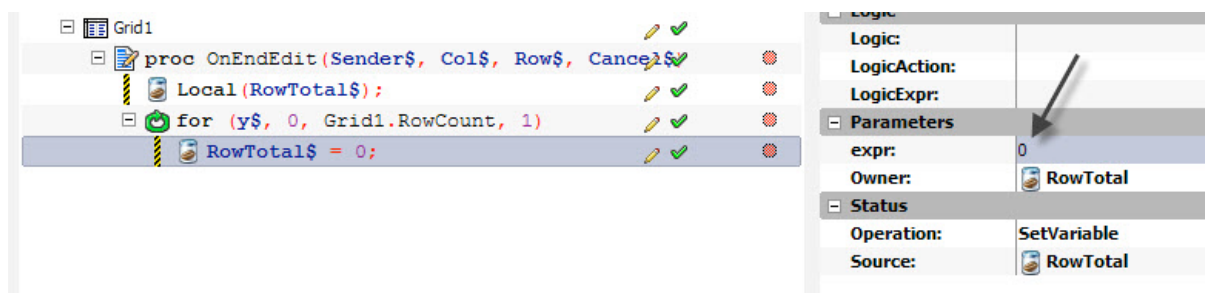 Grid1
proc OnEndEdit(Sender$, Col$, Row$, Cancel$)
Local(RowTotal$);
for (y$, 0, Grid1.RowCount, 1)
RowTotal$ = 0;
Logic
Logic:
LogicAction:
LogicExpr:
Parameters
expr: 0
Owner: RowTotal
Status
Operation: SetVariable
Source: RowTotal